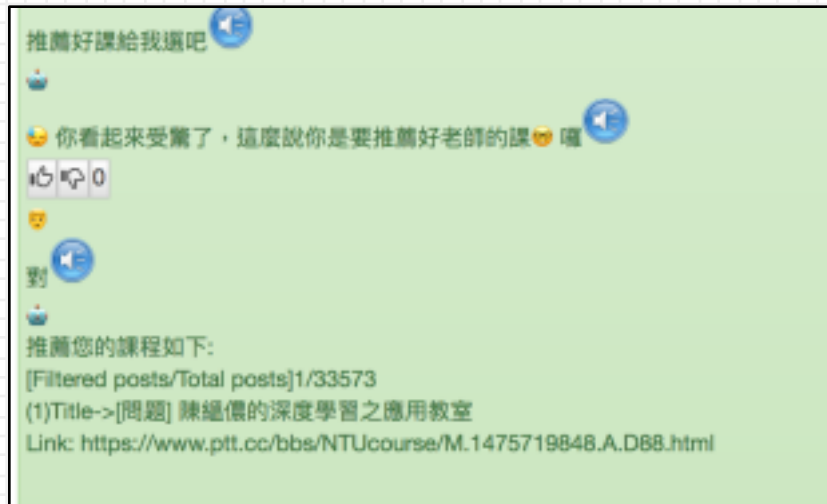 推薦好課給我選吧
你看起來受驚了，這麼說你是要推薦好老師的課 囉
0
對
推薦您的課程如下:
[Filtered posts/Total posts]1/33573
(1)Title->[問題] 陳縕儂的深度學習之應用教室
Link: https://www.ptt.cc/bbs/NTUcourse/M.1475719848.A.D88.html